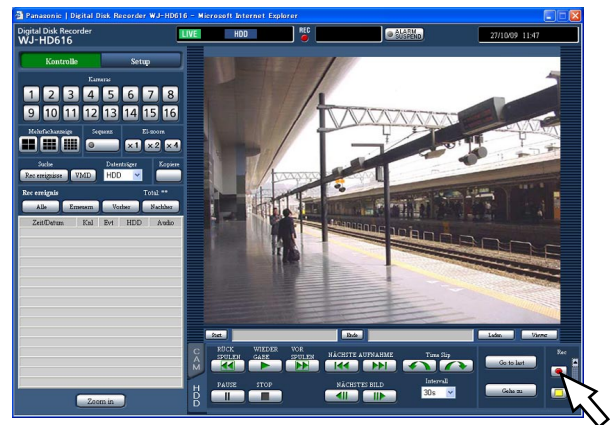 Panasonic | Digital Disk Recorder WJ-HD616 - Microsoft Internet Explorer
Digital Disk Recorder
WJ-HD616
LIVE HDD REC ALARM SUSPEND 27/10/09 11:47
Kontrolle Setup
Kameras
1 2 3 4 5 6 7 8
9 10 11 12 13 14 15 16
Mehrfachanzeige Sequenz El-zoom
x1 x2 x4
Suche Datenträger Kopiere
Rec ereignisse VMD HDD
Rec ereignis Total: **
Alle Erneuern Vorher Nachher
Zeit/Datum Knl Evt HDD Audio
Zoom in
Start Ende Laden Viewer
CAM
RÜCK SPULEN WIEDER GABE VOR SPULEN NÄCHSTE AUFNAHME Time Slip Go to last Rec
HDD
PAUSE STOP NÄCHSTES BILD Intervall Gehe zu
30s